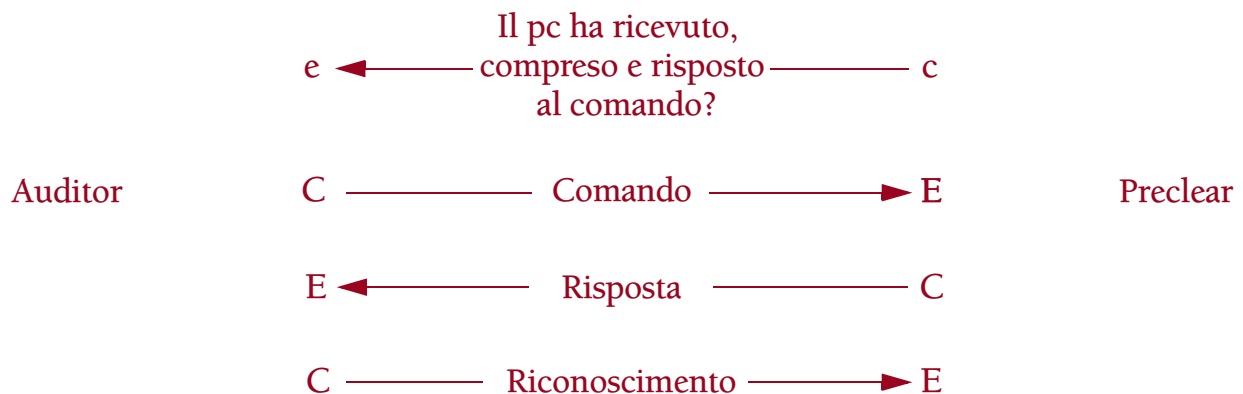 Il pc ha ricevuto,
e compreso e risposto c
al comando?
Auditor C Comando E Preclear
E Risposta C
C Riconoscimento E